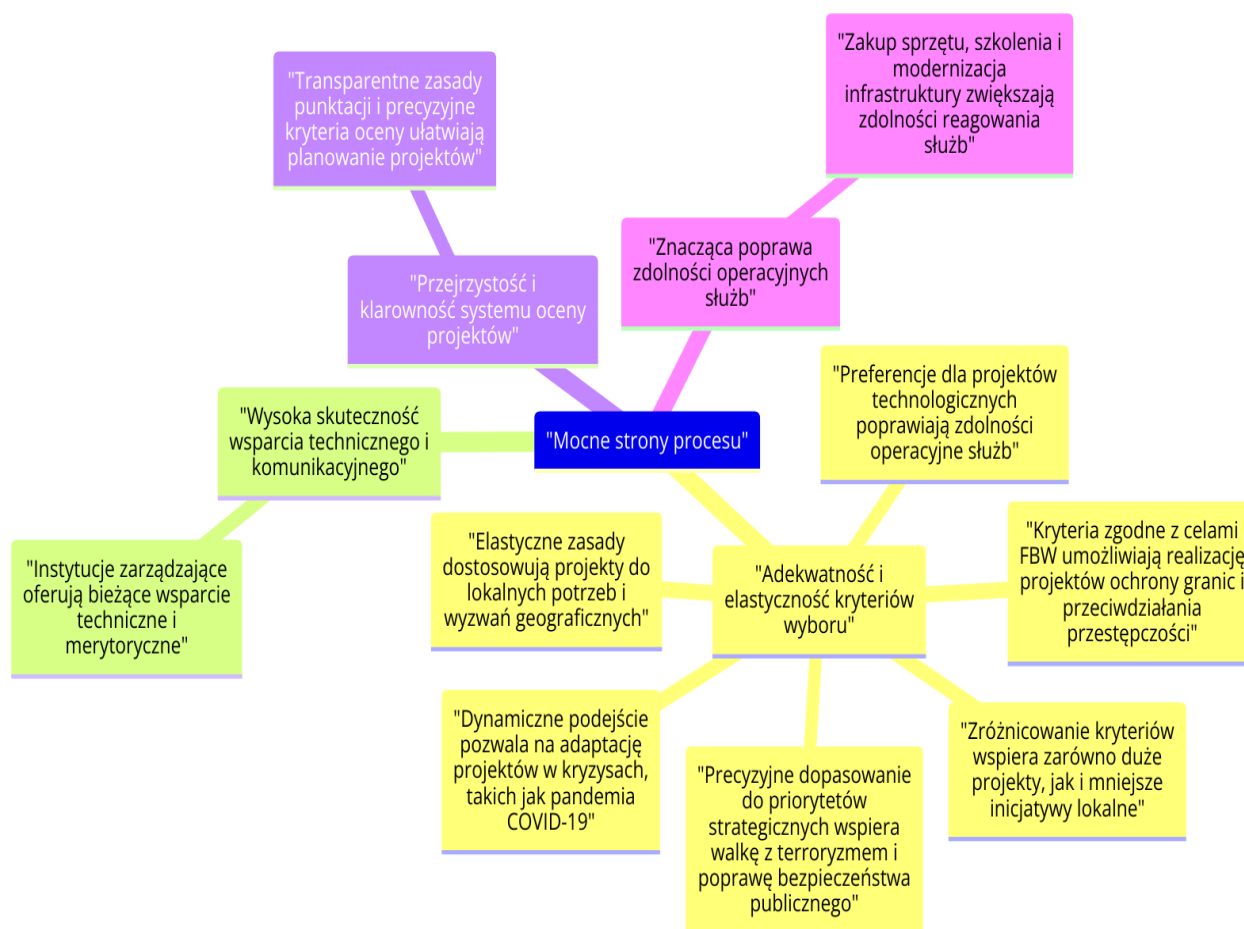 "Zakup sprzętu, szkolenia i
modernizacja
infrastruktury zwiększają
zdolności reagowania
służb"
"Transparentne zasady
punktacji i precyzyjne
kryteria oceny ułatwiają
planowanie projektów"
"Znacząca poprawa
zdolności operacyjnych
służb"
"Przejrzystość i
klarowność systemu oceny
projektów"
"Preferencje dla projektów
technologicznych
poprawiają zdolności
operacyjne służb"
"Wysoka skuteczność
wsparcia technicznego i
komunikacyjnego"
"Mocne strony procesu"
"Kryteria zgodne z celami
FBW umożliwiają realizację
projektów ochrony granic i
przeciwdziałania
przestępczości"
"Elastyczne zasady
dostosowują projekty do
lokalnych potrzeb i
wyzwań geograficznych"
"Instytucje zarządzające
oferują bieżące wsparcie
techniczne i
merytoryczne"
"Adekwatność i
elastyczność kryteriów
wyboru"
"Dynamiczne podejście
pozwala na adaptację
projektów w kryzysach,
takich jak pandemia
COVID-19"
"Zróżnicowanie kryteriów
wspiera zarówno duże
projekty, jak i mniejsze
inicjatywy lokalne"
"Precyzyjne dopasowanie
do priorytetów
strategicznych wspiera
walkę z terroryzmem i
poprawę bezpieczeństwa
publicznego"